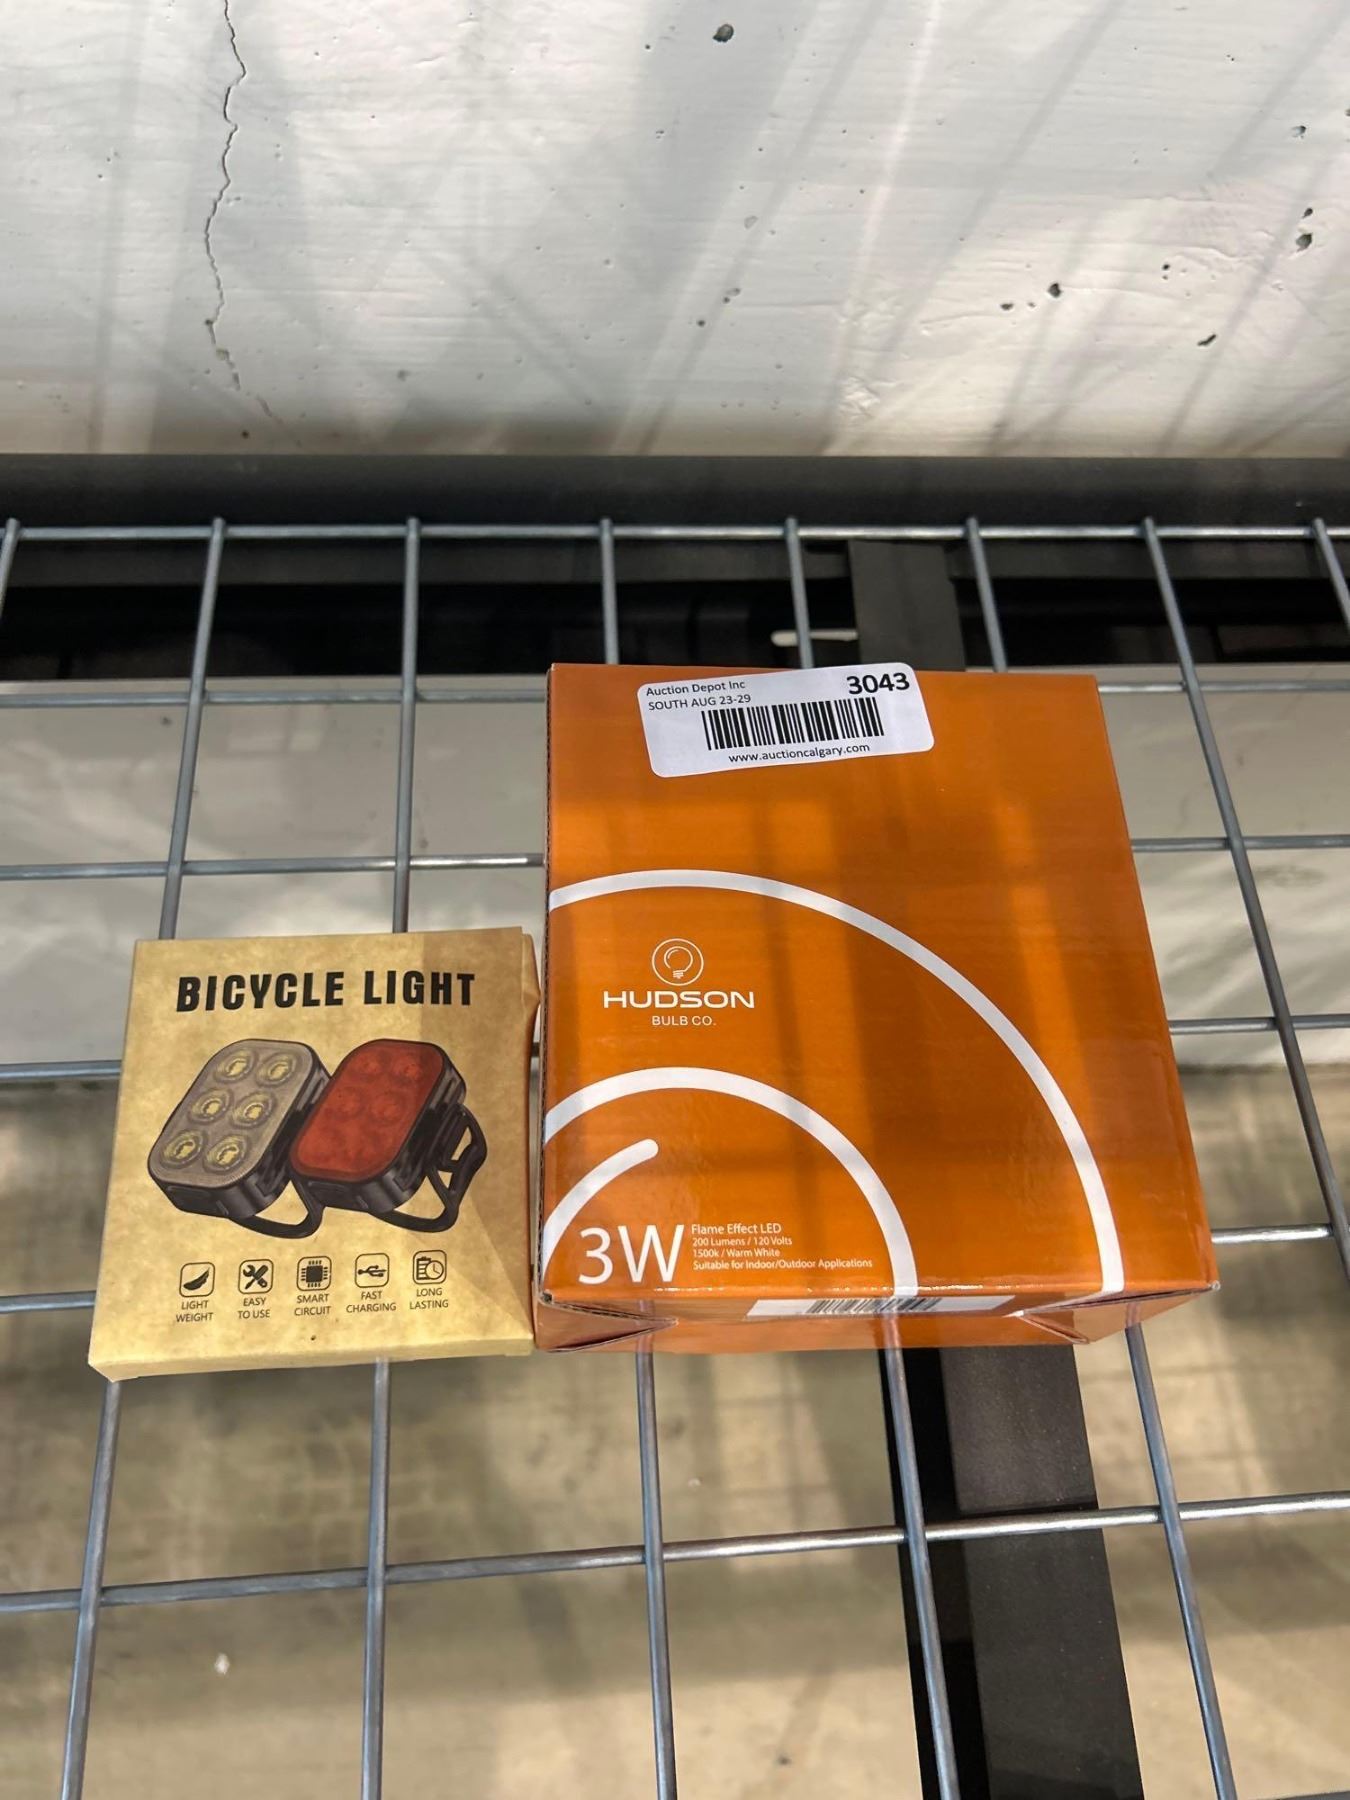 Auction Depot Inc 3043
SOUTH AUG 23-29
www.auctioncalgary.com
HUDSON
BULB CO.
3W
Flame Effect LED
200 Lumens / 120 Volts
1500k / Warm White
Suitable for Indoor/Outdoor Applications
BICYCLE LIGHT
LIGHT
WEIGHT
EASY
TO USE
SMART
CIRCUIT
FAST
CHARGING
LONG
LASTING